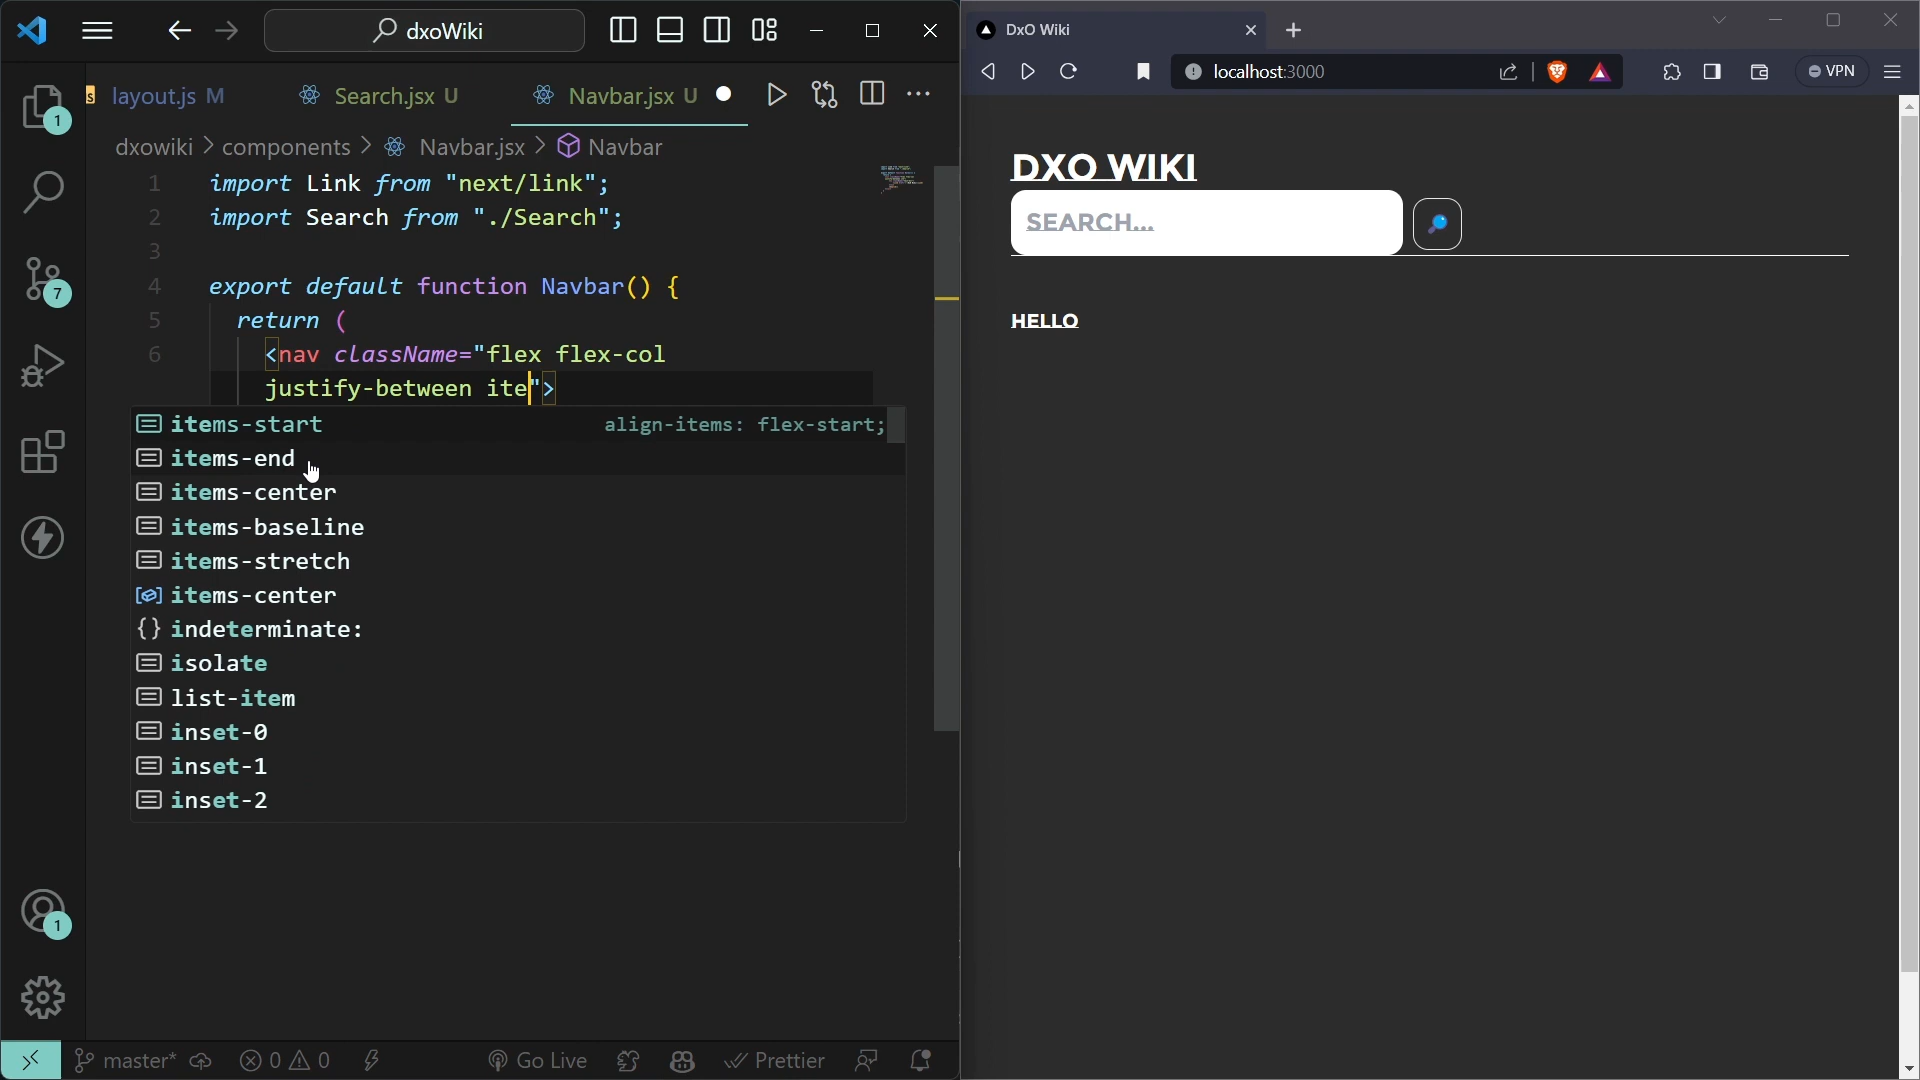 dxoWiki
layout.js M
Search.jsx U
Navbar.jsx U
dxowiki > components > Navbar.jsx > Navbar
1 import Link from "next/link";
2 import Search from "./Search";
3
4 export default function Navbar() {
5 return (
6 <nav className="flex flex-col
justify-between ite">
items-start align-items: flex-start;
items-end
items-center
items-baseline
items-stretch
items-center
indeterminate:
isolate
list-item
inset-0
inset-1
inset-2
1
7
1
master* 0 0 Go Live Prettier
DxO Wiki
localhost:3000
VPN
DXO WIKI
SEARCH...
HELLO